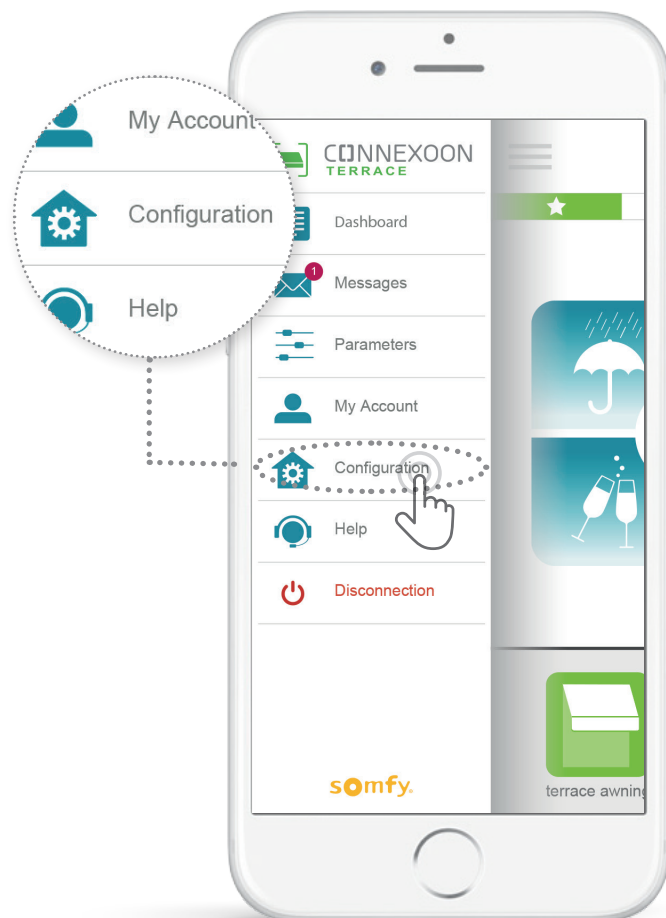 My Account
Configuration
Help
CONNEXOON
TERRACE
Dashboard
1
Messages
Parameters
My Account
Configuration
Help
Disconnection
somfy.
terrace awning